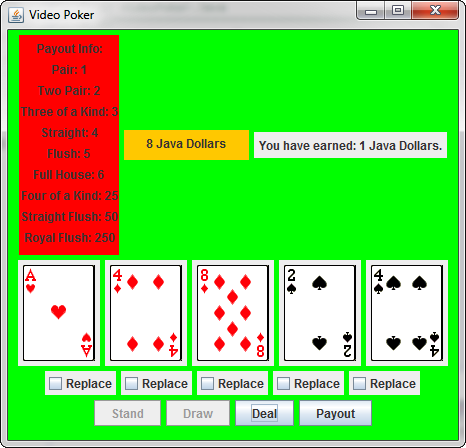 Video Poker
Payout Info:
Pair: 1
Two Pair: 2
Three of a Kind: 3
Straight: 4
Flush: 5
Full House: 6
Four of a Kind: 25
Straight Flush: 50
Royal Flush: 250
8 Java Dollars
You have earned: 1 Java Dollars.
A 4 8 2 4
A 4 8 2 4
Replace Replace Replace Replace Replace
Stand Draw Deal Payout